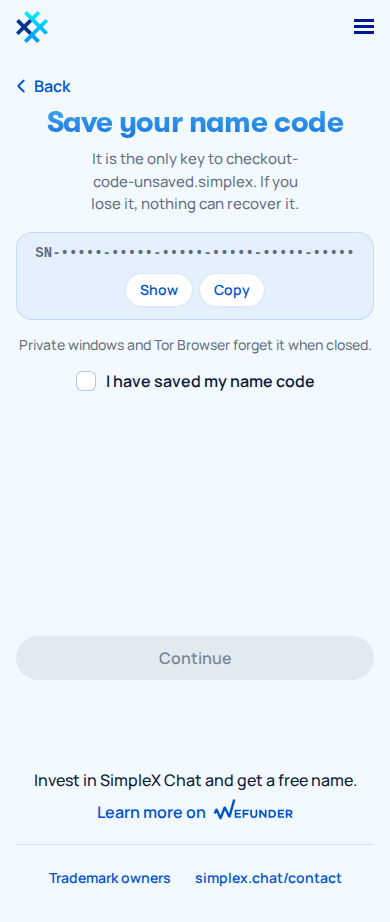 Back
Save your name code
It is the only key to checkout-
code-unsaved.simplex. If you
lose it, nothing can recover it.
SN-•••••-•••••-•••••-•••••-•••••-•••••
Show Copy
Private windows and Tor Browser forget it when closed.
I have saved my name code
Continue
Invest in SimpleX Chat and get a free name.
Learn more on WEFUNDER
Trademark owners simplex.chat/contact